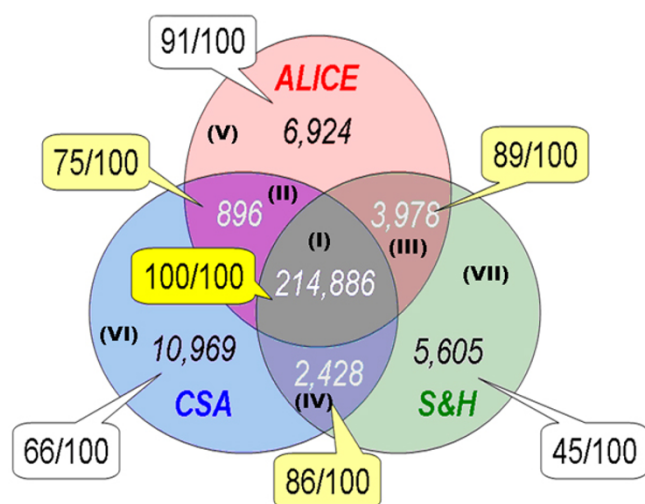 91/100
ALICE
(V)
6,924
75/100
89/100
(II)
896
3,978
(I)
(III)
100/100
214,886
(VII)
(VI)
10,969
2,428
5,605
CSA
(IV)
S&H
66/100
86/100
45/100